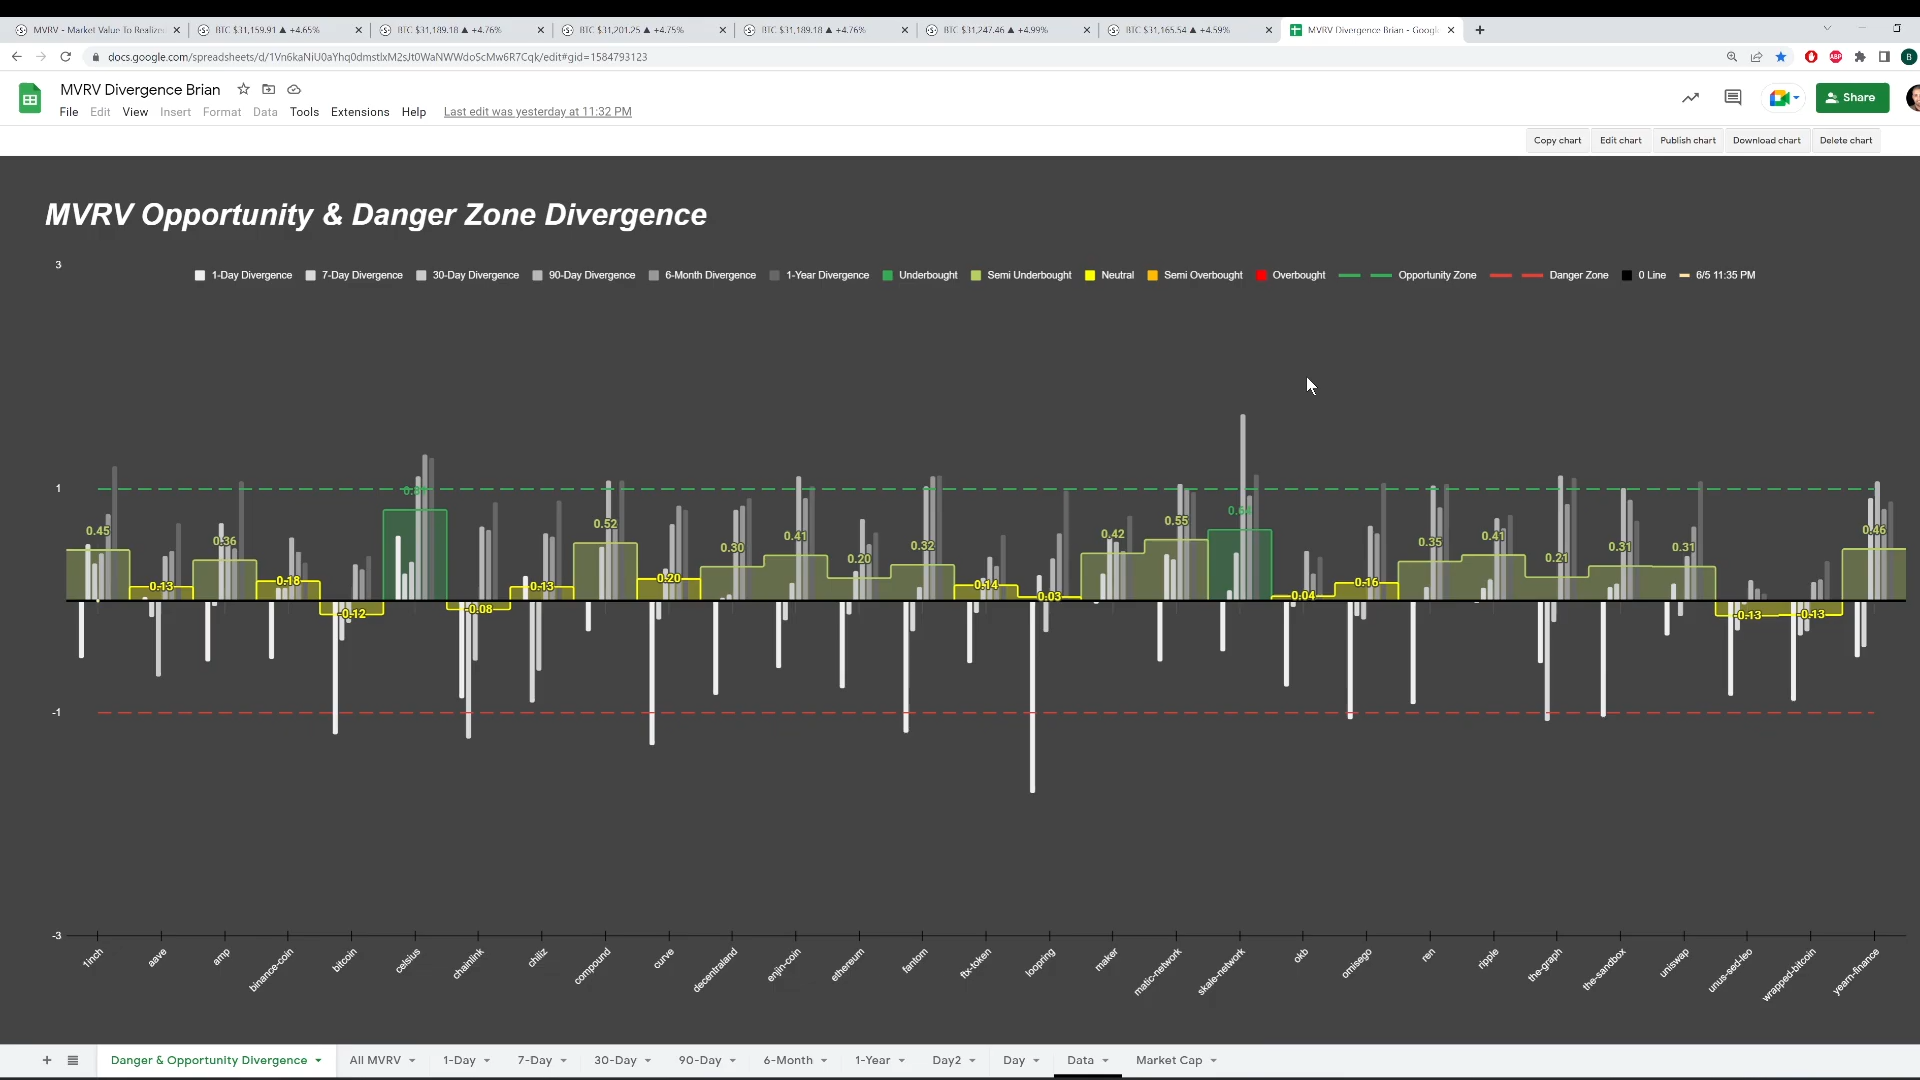 MVRV - Market Value To Realize
BTC $31,159.91 ▲ +4.65%
BTC $31,189.18 ▲ +4.76%
BTC $31,201.25 ▲ +4.75%
BTC $31,189.18 ▲ +4.76%
BTC $31,247.46 ▲ +4.99%
BTC $31,165.54 ▲ +4.59%
MVRV Divergence Brian - Googl
docs.google.com/spreadsheets/d/1Vn6kaNiU0aYhq0dmstlxM2sJt0WaNWWdoScMw6R7Cqk/edit#gid=1584793123
ABP
B
MVRV Divergence Brian
File Edit View Insert Format Data Tools Extensions Help Last edit was yesterday at 11:32 PM
Share
Copy chart Edit chart Publish chart Download chart Delete chart
MVRV Opportunity & Danger Zone Divergence
3
1-Day Divergence 7-Day Divergence 30-Day Divergence 90-Day Divergence 6-Month Divergence 1-Year Divergence Underbought Semi Underbought Neutral Semi Overbought Overbought Opportunity Zone Danger Zone 0 Line 6/5 11:35 PM
1
0.45
0.13
0.36
0.18
-0.12
-0.08
0.13
0.52
0.20
0.30
0.41
0.20
0.32
0.14
0.03
0.42
0.55
0.04
0.16
0.35
0.41
0.21
0.31
0.31
-0.13
-0.13
0.46
-1
-3
1inch
aave
amp
binance-coin
bitcoin
celsius
chainlink
chiliz
compound
curve
decentraland
enjin-coin
ethereum
fantom
ftx-token
loopring
maker
matic-network
skale-network
okb
omisego
ren
ripple
the-graph
the-sandbox
uniswap
unus-sed-leo
wrapped-bitcoin
yearn-finance
Danger & Opportunity Divergence All MVRV 1-Day 7-Day 30-Day 90-Day 6-Month 1-Year Day2 Day Data Market Cap